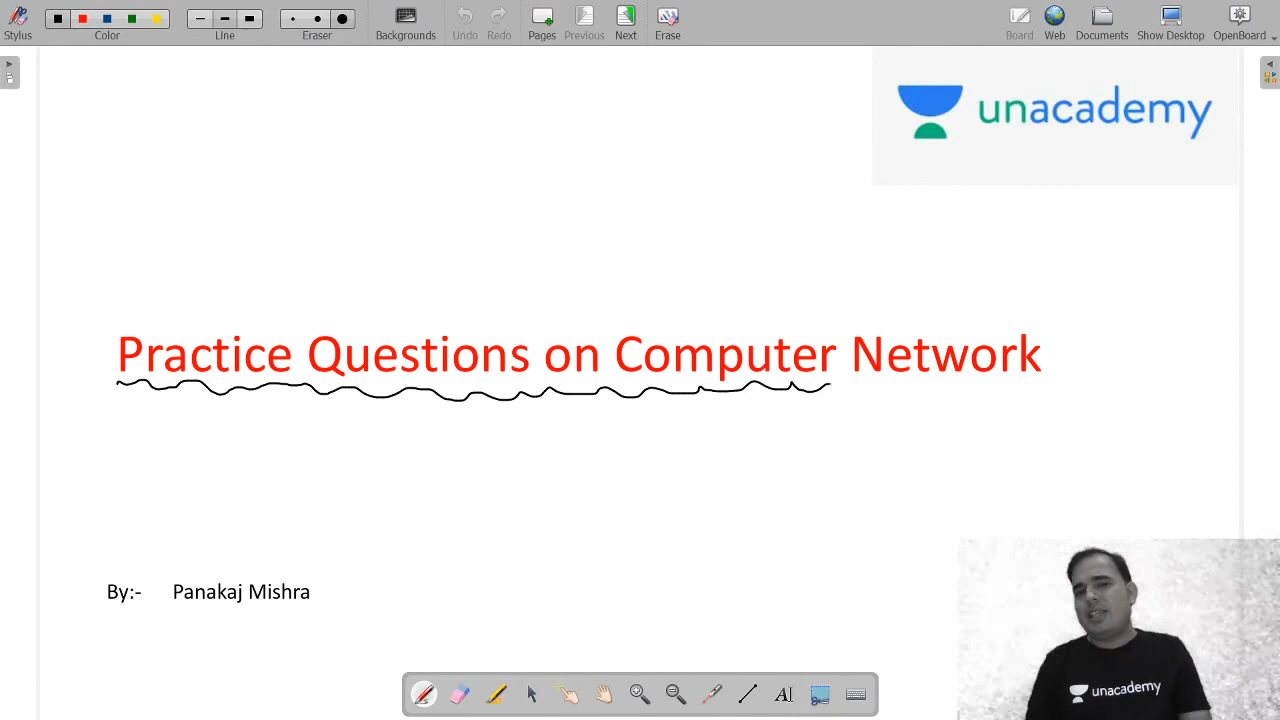 Stylus
Color
Line
Eraser
Backgrounds
Undo
Redo
Pages
Previous
Next
Erase
Board
Web
Documents
Show Desktop
OpenBoard
unacademy
Practice Questions on Computer Network
By:- Panakaj Mishra
unacademy
AI